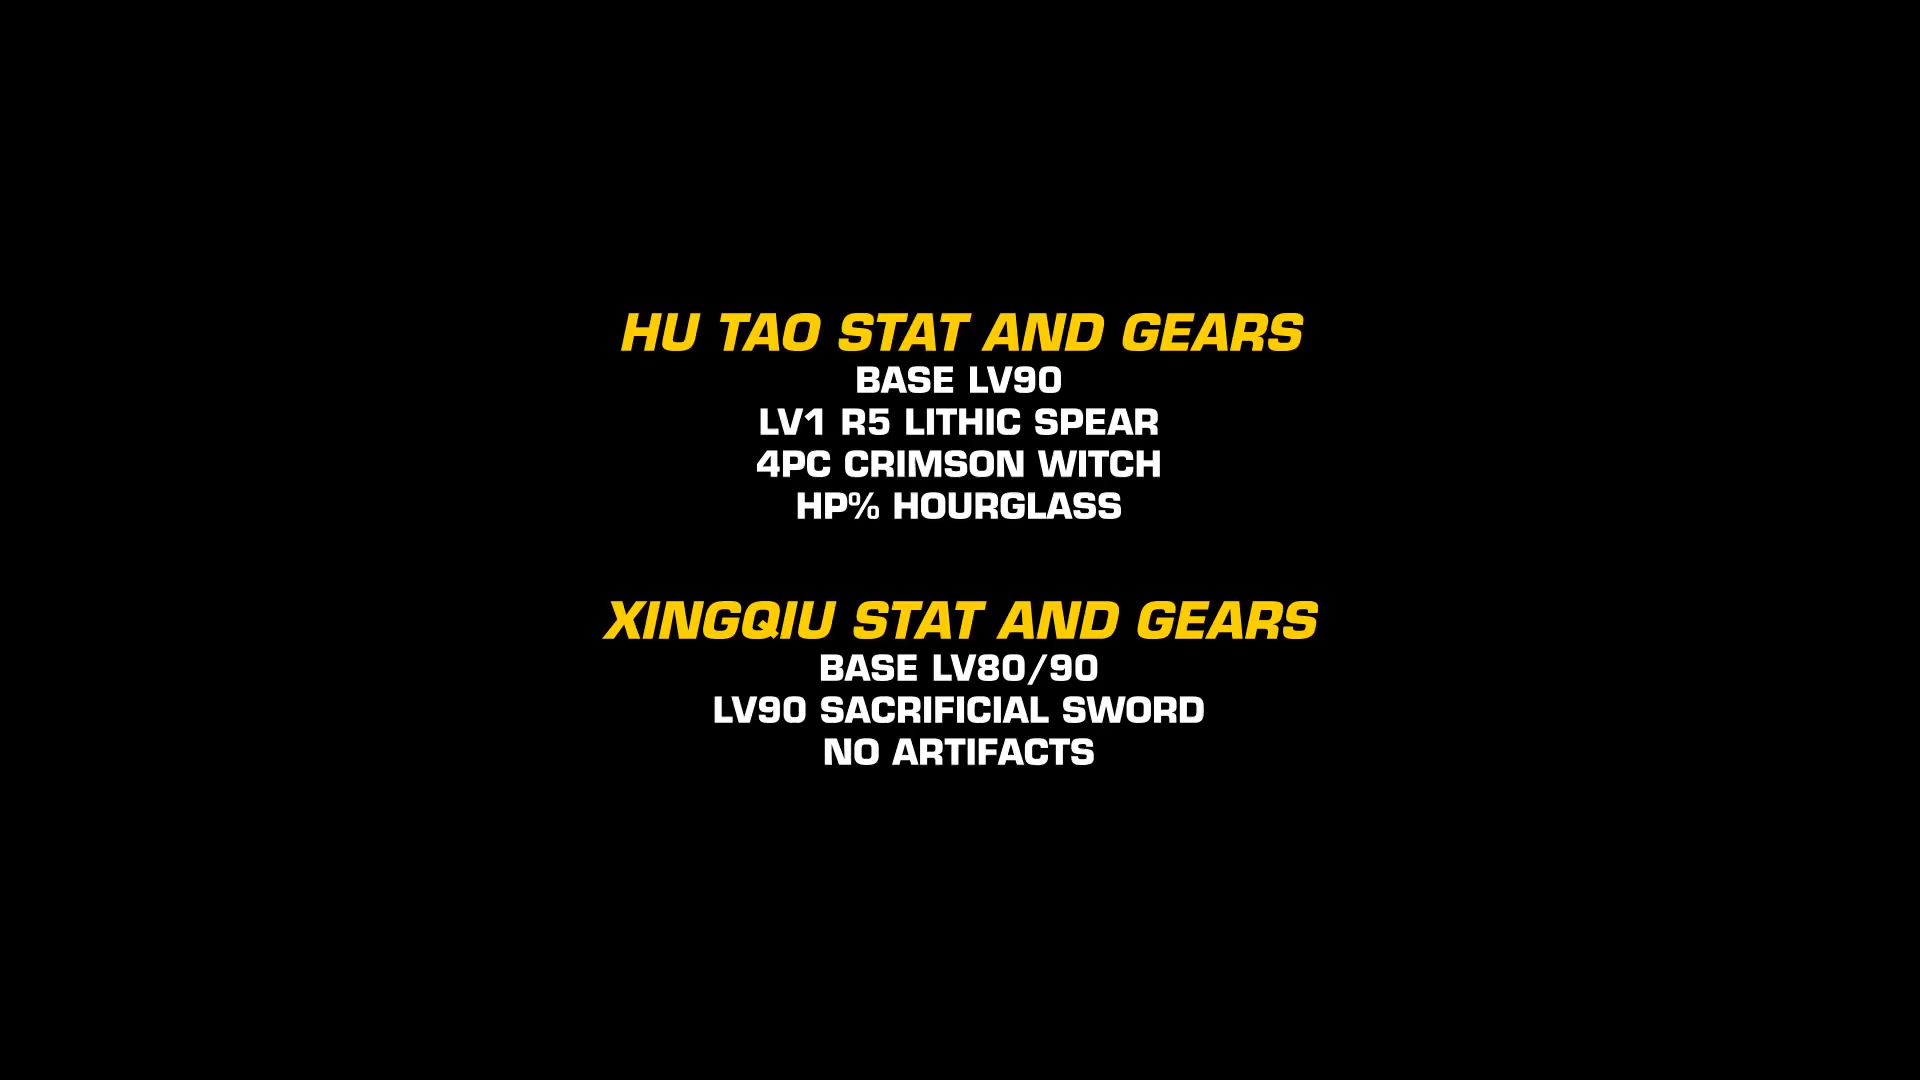 HU TAO STAT AND GEARS
BASE LV90
LV1 R5 LITHIC SPEAR
4PC CRIMSON WITCH
HP% HOURGLASS
XINGQIU STAT AND GEARS
BASE LV80/90
LV90 SACRIFICIAL SWORD
NO ARTIFACTS